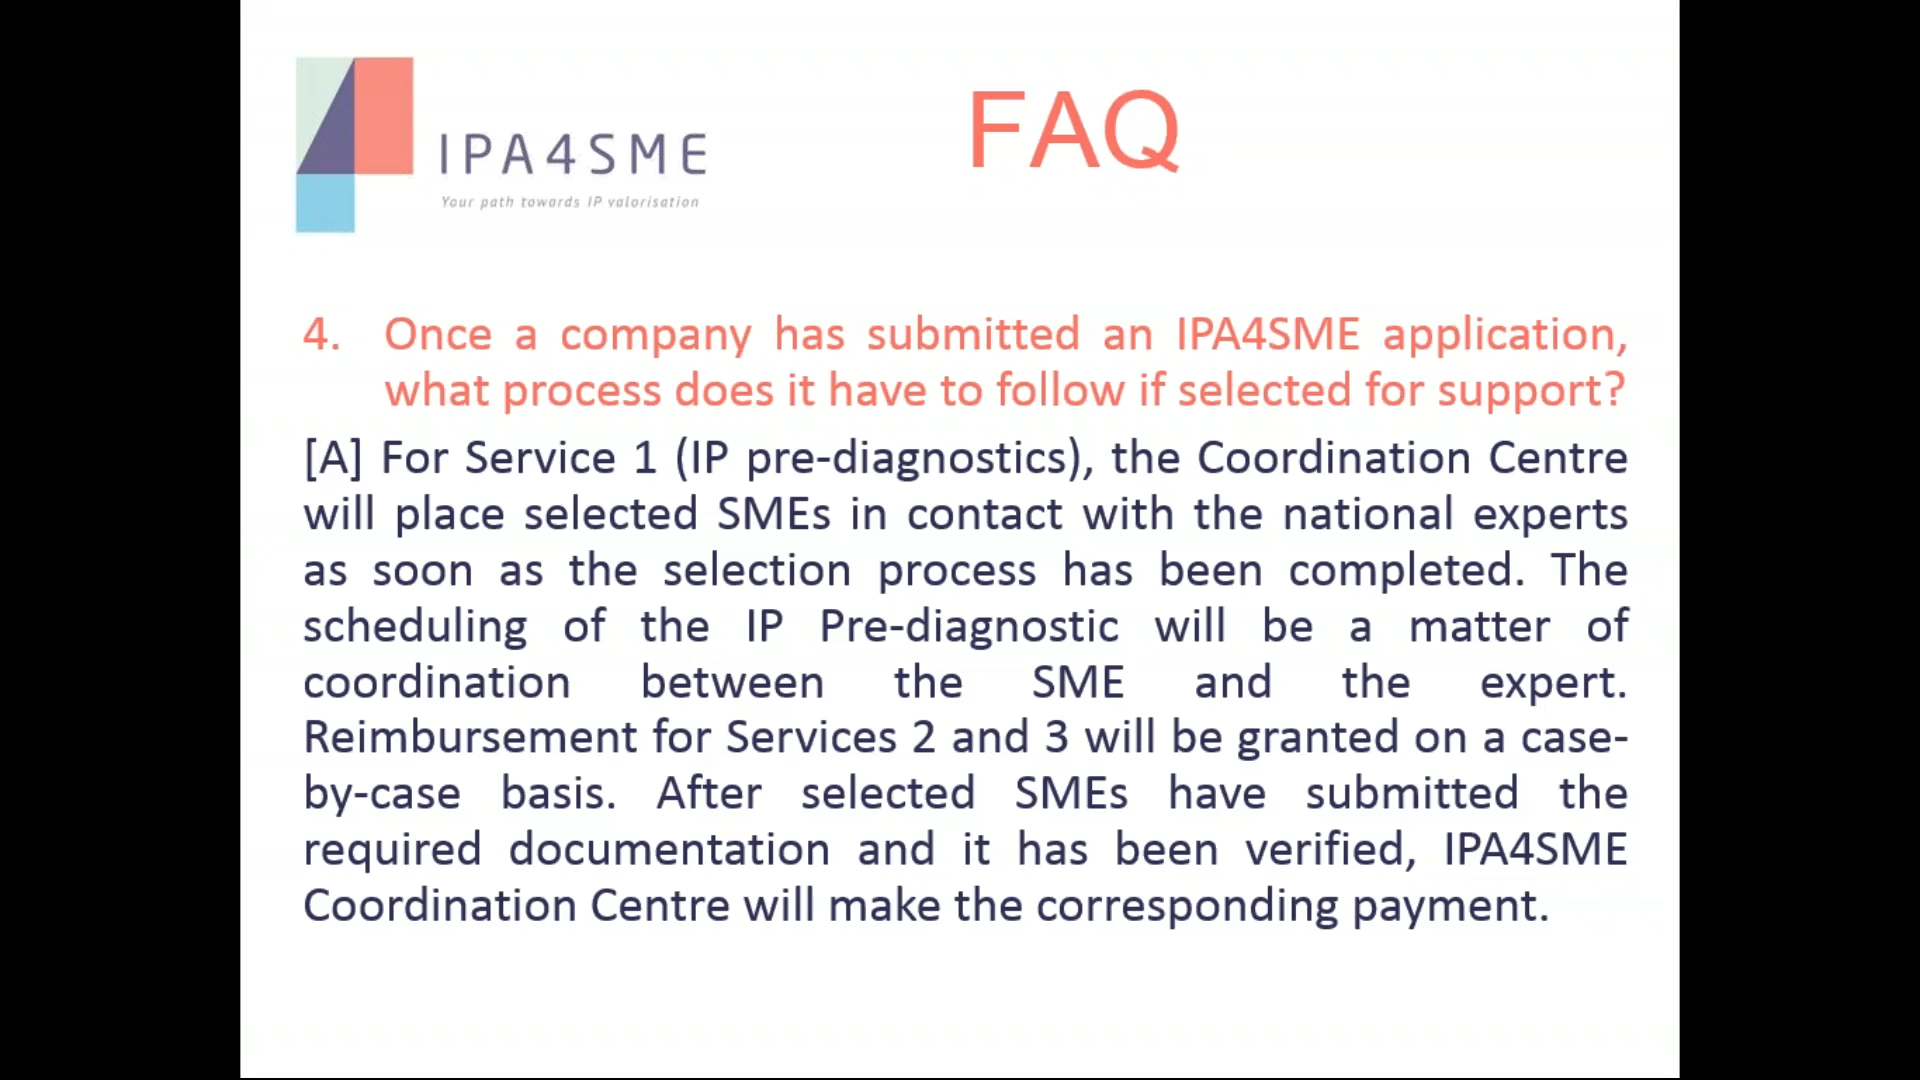 IPA4SME
Your path towards IP valorisation
FAQ
4. Once a company has submitted an IPA4SME application,
what process does it have to follow if selected for support?
[A] For Service 1 (IP pre-diagnostics), the Coordination Centre
will place selected SMEs in contact with the national experts
as soon as the selection process has been completed. The
scheduling of the IP Pre-diagnostic will be a matter of
coordination between the SME and the expert.
Reimbursement for Services 2 and 3 will be granted on a case-
by-case basis. After selected SMEs have submitted the
required documentation and it has been verified, IPA4SME
Coordination Centre will make the corresponding payment.